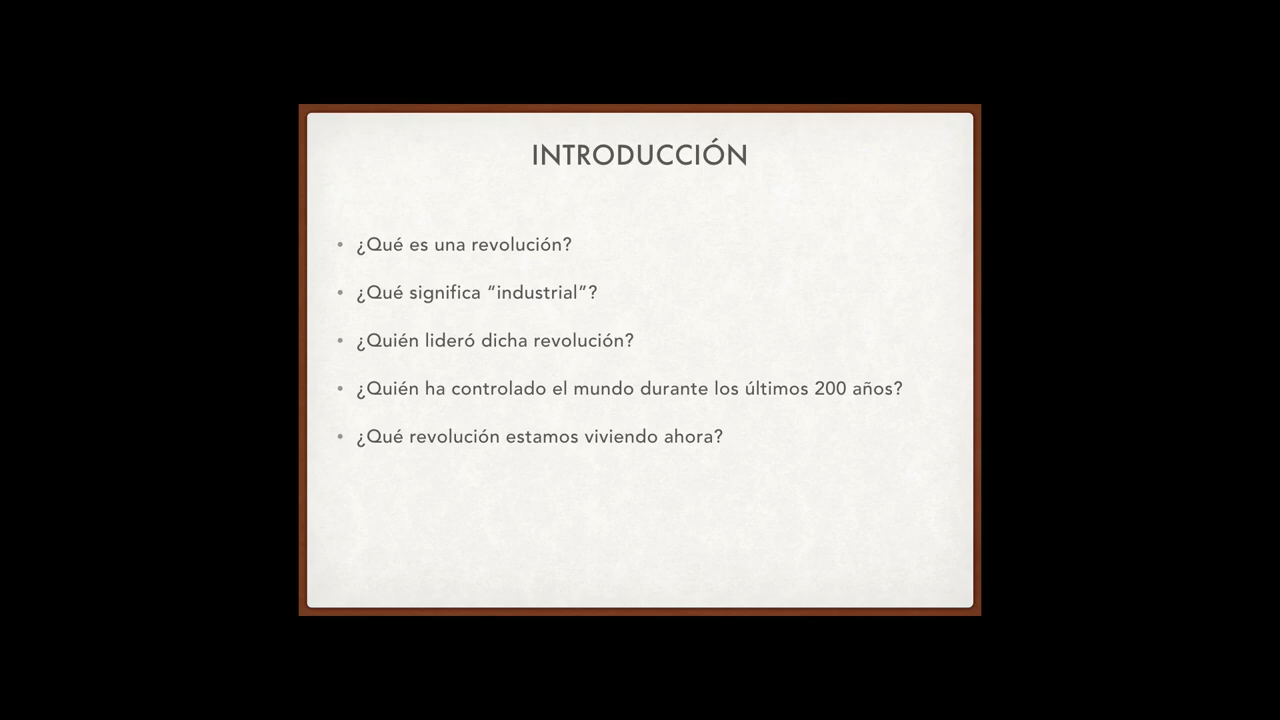 INTRODUCCIÓN
• ¿Qué es una revolución?
• ¿Qué significa “industrial”?
• ¿Quién lideró dicha revolución?
• ¿Quién ha controlado el mundo durante los últimos 200 años?
• ¿Qué revolución estamos viviendo ahora?